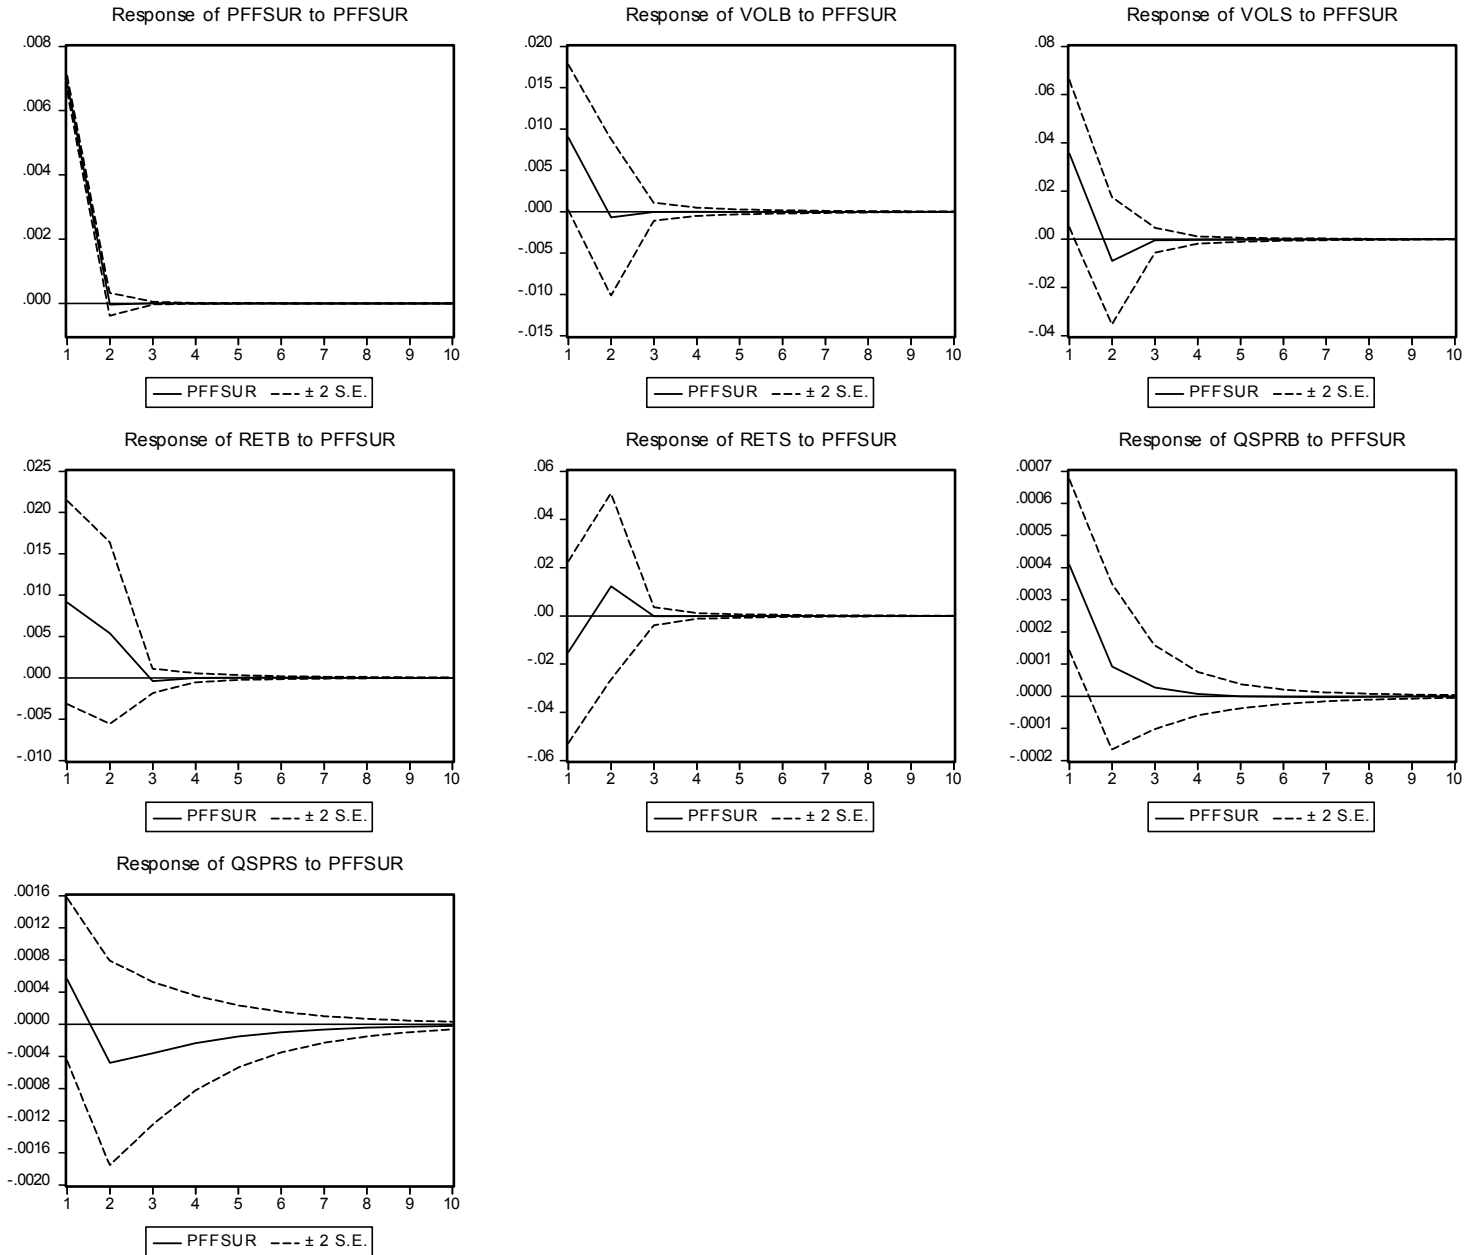 Response of PFFSUR to PFFSUR
.008
.006
.004
.002
.000
1 2 3 4 5 6 7 8 9 10
PFFSUR ± 2 S.E.
Response of VOLB to PFFSUR
.020
.015
.010
.005
.000
-.005
-.010
-.015
1 2 3 4 5 6 7 8 9 10
PFFSUR ± 2 S.E.
Response of VOLS to PFFSUR
.08
.06
.04
.02
.00
-.02
-.04
1 2 3 4 5 6 7 8 9 10
PFFSUR ± 2 S.E.
Response of RETB to PFFSUR
.025
.020
.015
.010
.005
.000
-.005
-.010
1 2 3 4 5 6 7 8 9 10
PFFSUR ± 2 S.E.
Response of RETS to PFFSUR
.06
.04
.02
.00
-.02
-.04
-.06
1 2 3 4 5 6 7 8 9 10
PFFSUR ± 2 S.E.
Response of QSPRB to PFFSUR
.0007
.0006
.0005
.0004
.0003
.0002
.0001
.0000
-.0001
-.0002
1 2 3 4 5 6 7 8 9 10
PFFSUR ± 2 S.E.
Response of QSPRS to PFFSUR
.0016
.0012
.0008
.0004
.0000
-.0004
-.0008
-.0012
-.0016
-.0020
1 2 3 4 5 6 7 8 9 10
PFFSUR ± 2 S.E.